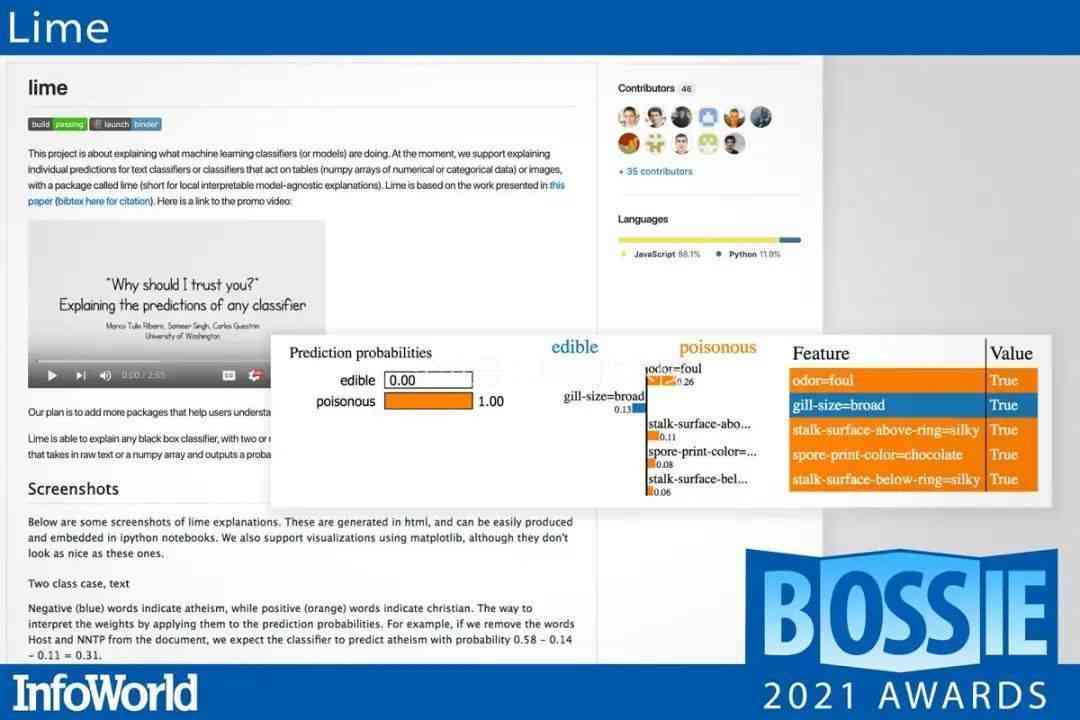 Lime
lime
build passing launch binder
This project is about explaining what machine learning classifiers (or models) are doing. At the moment, we support explaining
individual predictions for text classifiers or classifiers that act on tables (numpy arrays of numerical or categorical data) or images,
with a package called lime (short for local interpretable model-agnostic explanations). Lime is based on the work presented in this
paper (bibtex here for citation). Here is a link to the promo video:
"Why should I trust you?"
Explaining the predictions of any classifier
Marco Tulio Ribeiro, Sameer Singh, Carlos Guestrin
University of Washington
0:00 / 2:55
Our plan is to add more packages that help users understa
Lime is able to explain any black box classifier, with two or
that takes in raw text or a numpy array and outputs a proba
Screenshots
Below are some screenshots of lime explanations. These are generated in html, and can be easily produced
and embedded in ipython notebooks. We also support visualizations using matplotlib, although they don't
look as nice as these ones.
Two class case, text
Negative (blue) words indicate atheism, while positive (orange) words indicate christian. The way to
interpret the weights by applying them to the prediction probabilities. For example, if we remove the words
Host and NNTP from the document, we expect the classifier to predict atheism with probability 0.58 - 0.14
- 0.11 = 0.31.
Contributors 46
+ 35 contributors
Languages
JavaScript 88.1% Python 11.9%
Prediction probabilities
edible 0.00
poisonous 1.00
edible poisonous
odor=foul
0.26
gill-size=broad
0.13
stalk-surface-abo...
0.11
spore-print-color=...
0.08
stalk-surface-bel...
0.06
Feature Value
odor=foul True
gill-size=broad True
stalk-surface-above-ring=silky True
spore-print-color=chocolate True
stalk-surface-below-ring=silky True
BOSSIE
2021 AWARDS
InfoWorld